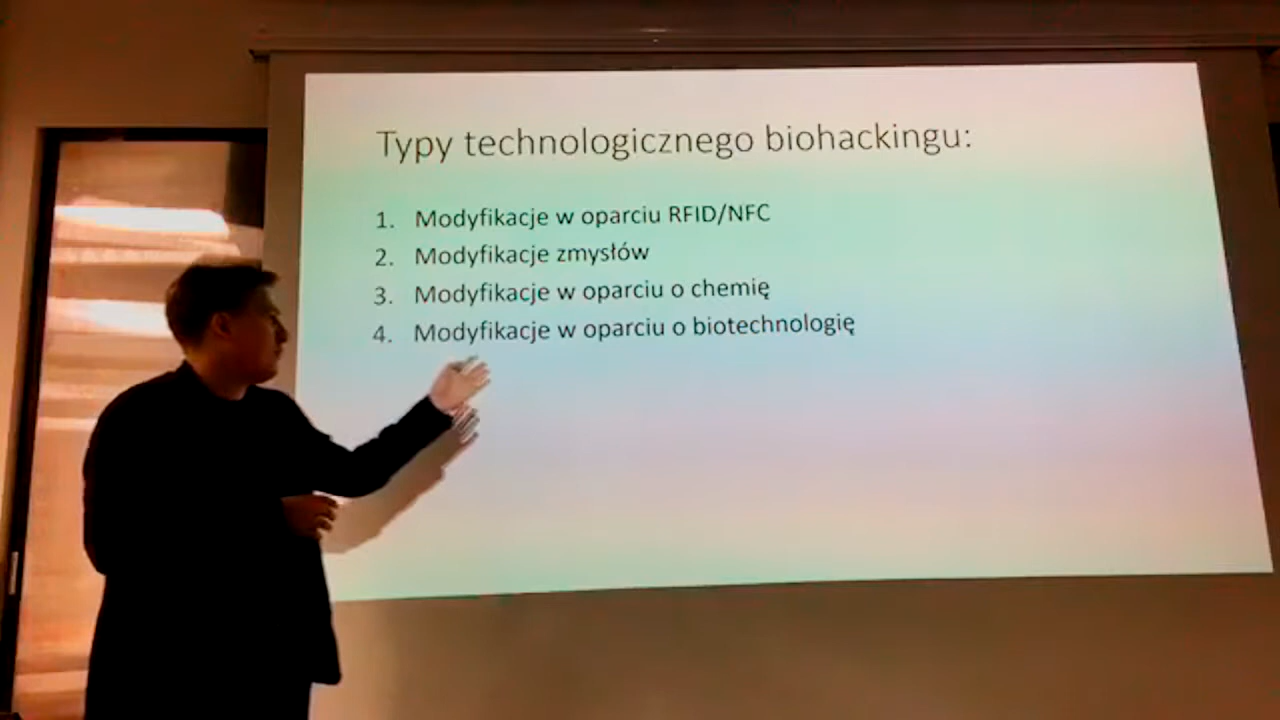 Typy technologicznego biohackingu:
1. Modyfikacje w oparciu RFID/NFC
2. Modyfikacje zmysłów
3. Modyfikacje w oparciu o chemię
4. Modyfikacje w oparciu o biotechnologię